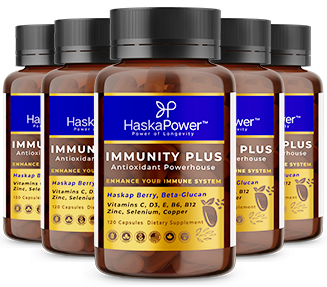 HaskaPower™
Power of Longevity
IMMUNITY PLUS
Antioxidant Powerhouse
ENHANCE YOUR IMMUNE SYSTEM
Haskap Berry, Beta-Glucan
Vitamins C, D3, E, B6, B12
Zinc, Selenium, Copper
120 Capsules Dietary Supplement